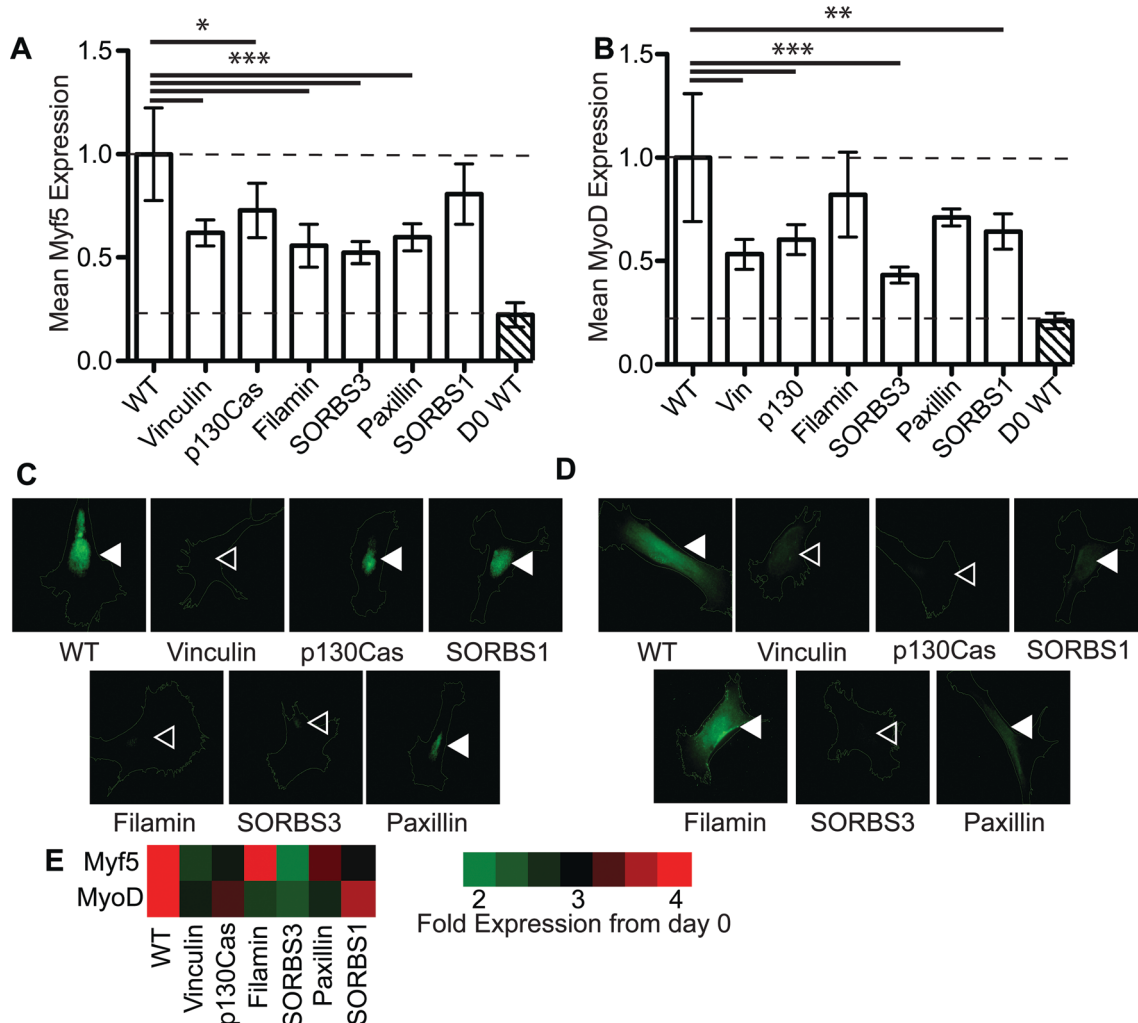 A
*
***
Mean Myf5 Expression
1.5
1.0
0.5
0.0
WT
Vinculin
p130Cas
Filamin
SORBS3
Paxillin
SORBS1
D0 WT
B
**
***
Mean MyoD Expression
1.5
1.0
0.5
0.0
WT
Vin
p130
Filamin
SORBS3
Paxillin
SORBS1
D0 WT
C
WT
Vinculin
p130Cas
SORBS1
Filamin
SORBS3
Paxillin
D
WT
Vinculin
p130Cas
SORBS1
Filamin
SORBS3
Paxillin
E
Myf5
MyoD
WT
Vinculin
p130Cas
Filamin
SORBS3
Paxillin
SORBS1
2 3 4
Fold Expression from day 0